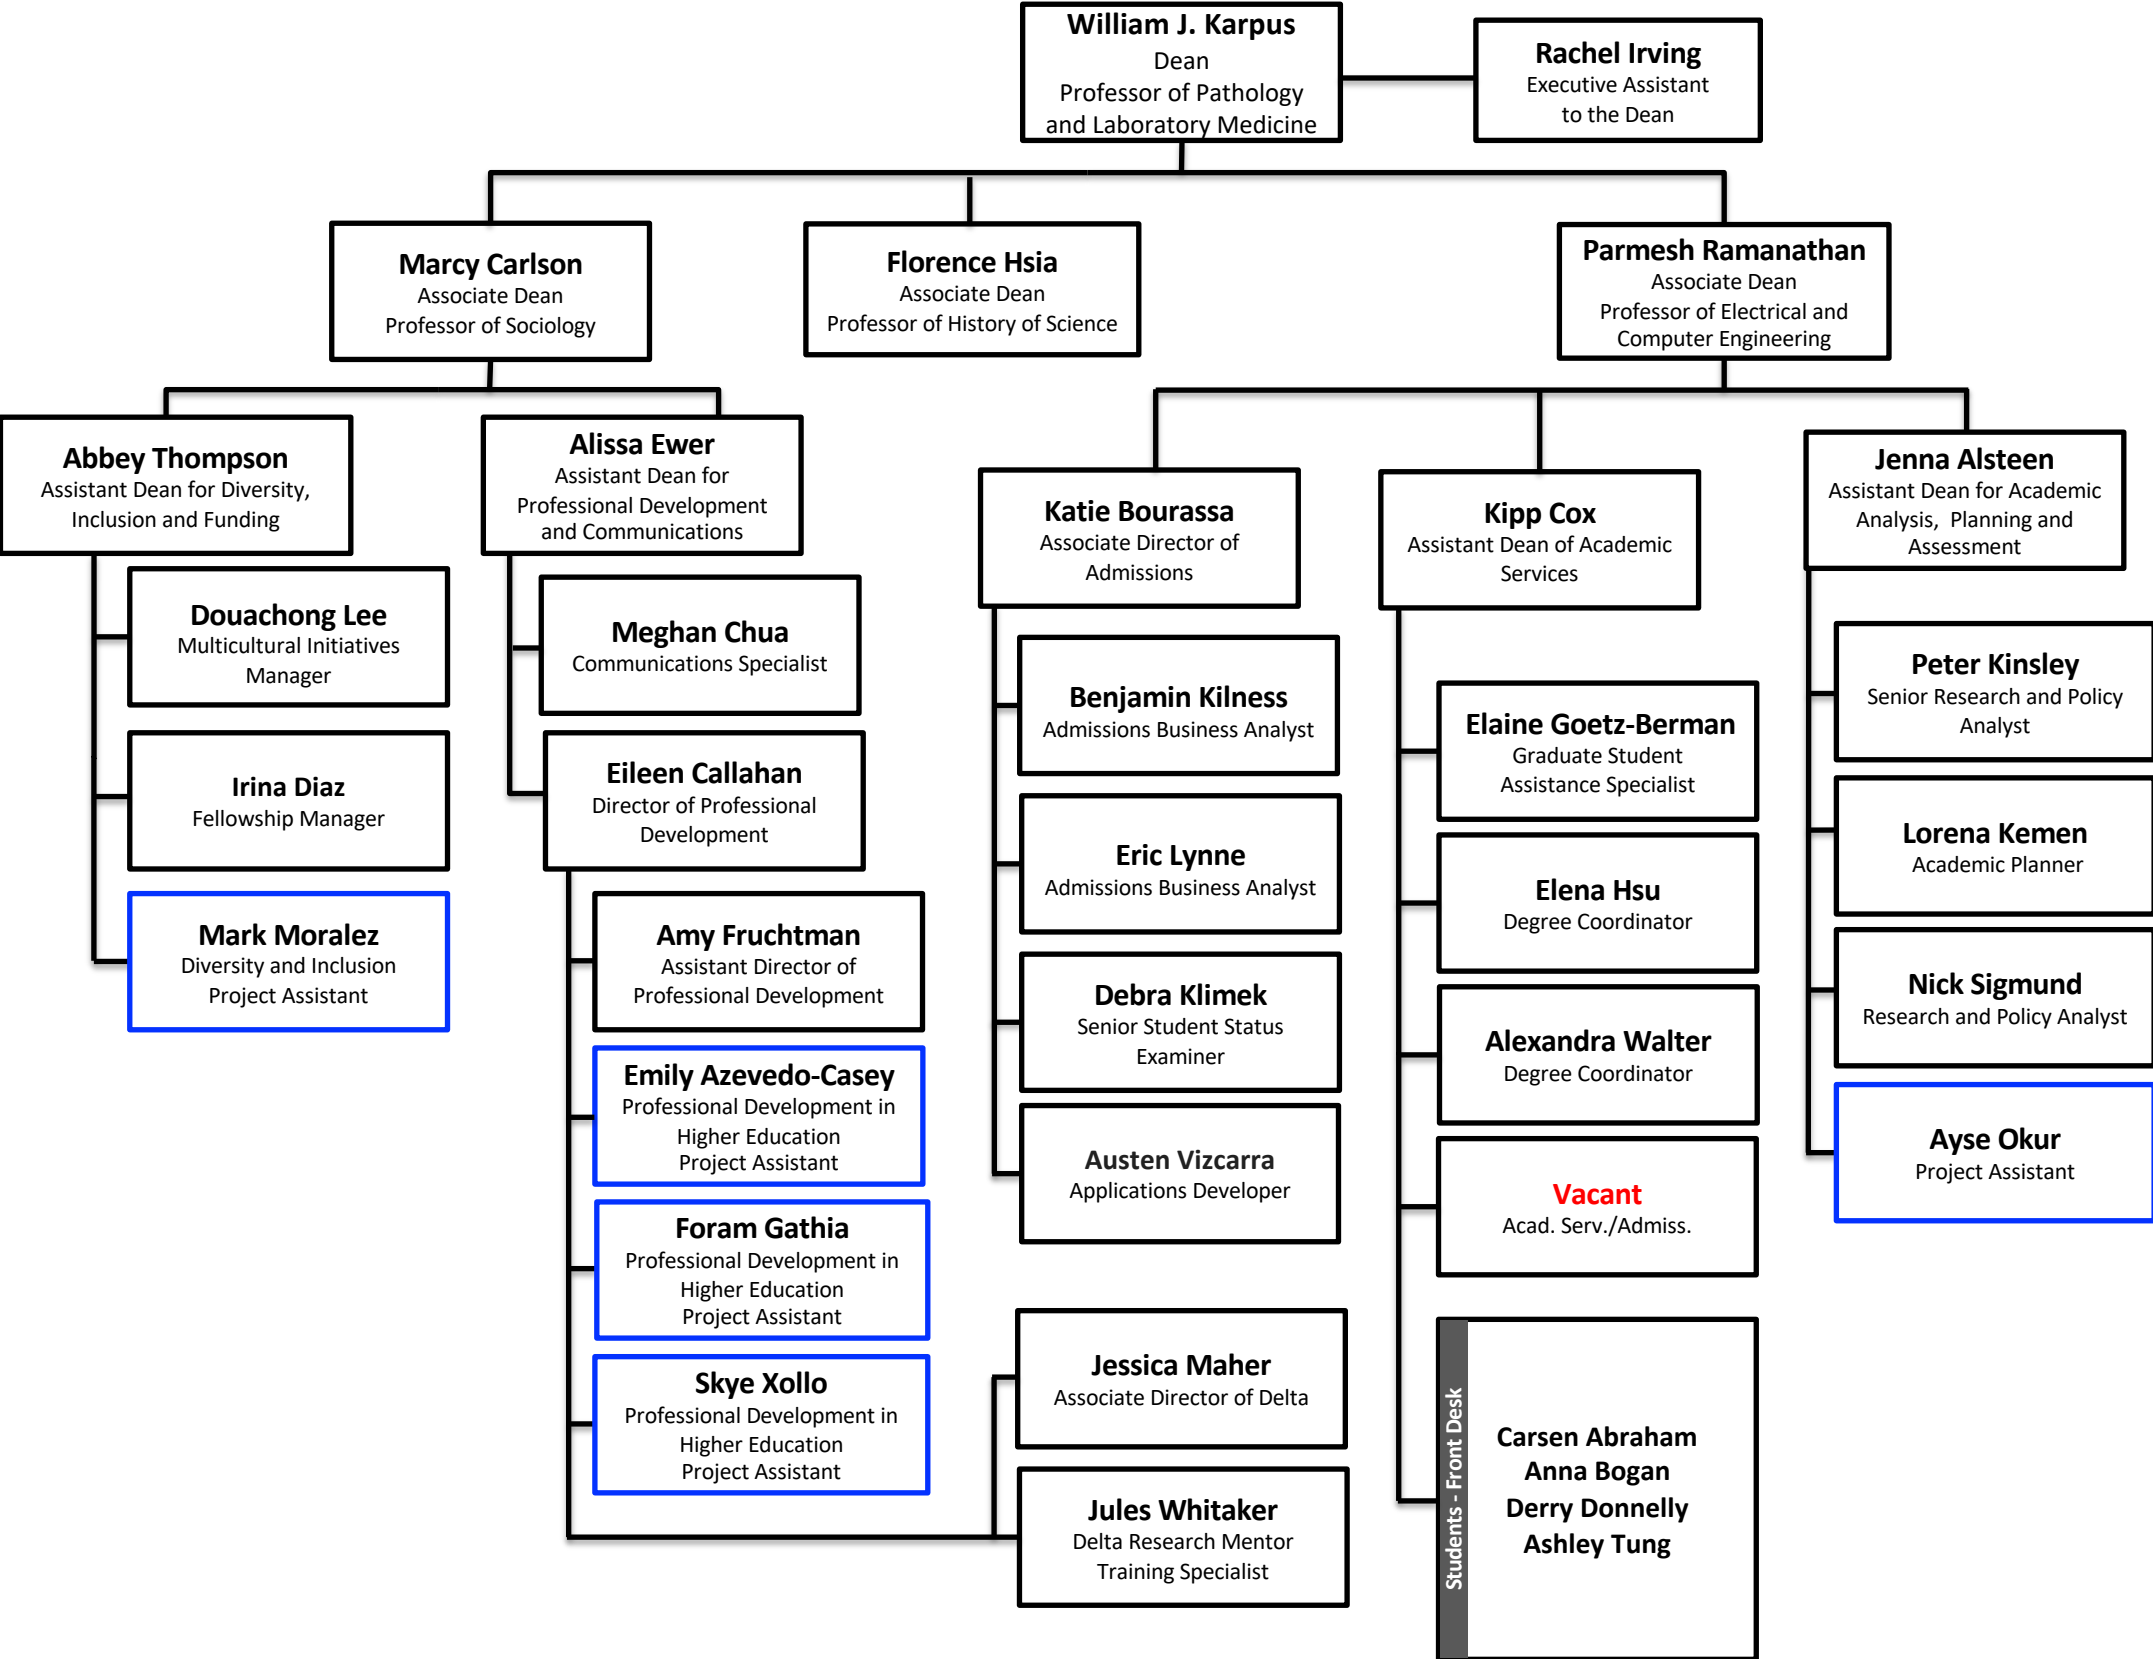 William J. Karpus
Dean
Professor of Pathology
and Laboratory Medicine
Rachel Irving
Executive Assistant
to the Dean
Marcy Carlson
Associate Dean
Professor of Sociology
Florence Hsia
Associate Dean
Professor of History of Science
Parmesh Ramanathan
Associate Dean
Professor of Electrical and
Computer Engineering
Abbey Thompson
Assistant Dean for Diversity,
Inclusion and Funding
Douachong Lee
Multicultural Initiatives
Manager
Irina Diaz
Fellowship Manager
Mark Moralez
Diversity and Inclusion
Project Assistant
Alissa Ewer
Assistant Dean for
Professional Development
and Communications
Meghan Chua
Communications Specialist
Eileen Callahan
Director of Professional
Development
Amy Fruchtman
Assistant Director of
Professional Development
Emily Azevedo-Casey
Professional Development in
Higher Education
Project Assistant
Foram Gathia
Professional Development in
Higher Education
Project Assistant
Skye Xollo
Professional Development in
Higher Education
Project Assistant
Jessica Maher
Associate Director of Delta
Jules Whitaker
Delta Research Mentor
Training Specialist
Katie Bourassa
Associate Director of
Admissions
Benjamin Kilness
Admissions Business Analyst
Eric Lynne
Admissions Business Analyst
Debra Klimek
Senior Student Status
Examiner
Austen Vizcarra
Applications Developer
Kipp Cox
Assistant Dean of Academic
Services
Elaine Goetz-Berman
Graduate Student
Assistance Specialist
Elena Hsu
Degree Coordinator
Alexandra Walter
Degree Coordinator
Vacant
Acad. Serv./Admiss.
Students - Front Desk
Carsen Abraham
Anna Bogan
Derry Donnelly
Ashley Tung
Jenna Alsteen
Assistant Dean for Academic
Analysis, Planning and
Assessment
Peter Kinsley
Senior Research and Policy
Analyst
Lorena Kemen
Academic Planner
Nick Sigmund
Research and Policy Analyst
Ayse Okur
Project Assistant